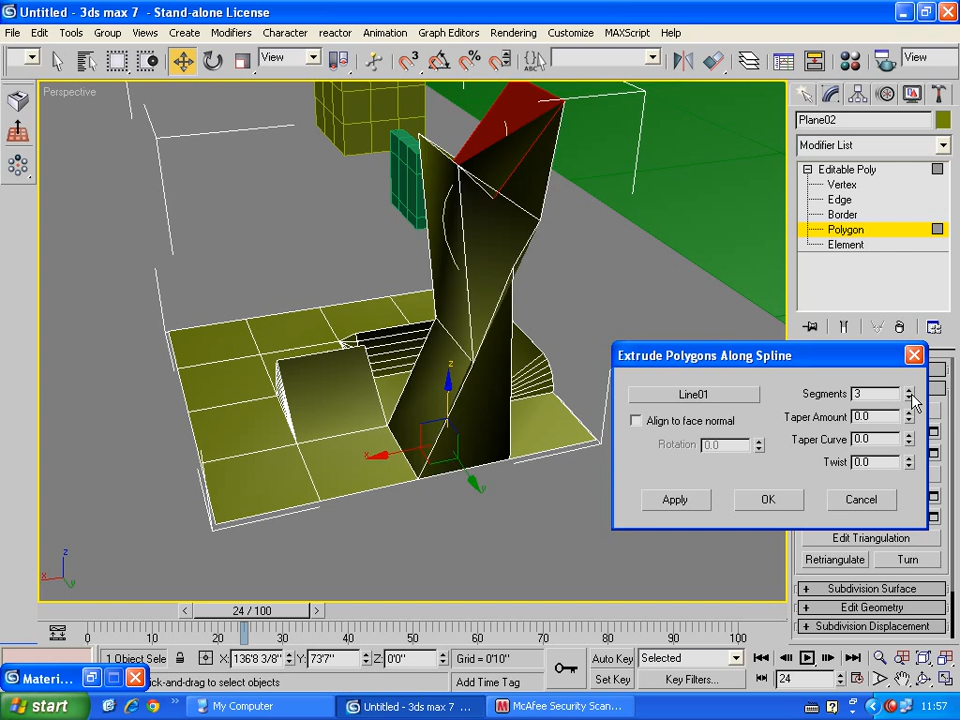 Untitled - 3ds max 7 - Stand-alone License
File Edit Tools Group Views Create Modifiers Character reactor Animation Graph Editors Rendering Customize MAXScript Help
View
View
Perspective
Plane02
Modifier List
Editable Poly
Vertex
Edge
Border
Polygon
Element
Extrude Polygons Along Spline
Line01
Segments 3
Align to face normal
Taper Amount 0.0
Rotation 0.0
Taper Curve 0.0
Twist 0.0
Apply OK Cancel
Edit Triangulation
Retriangulate Turn
+ Subdivision Surface
+ Edit Geometry
+ Subdivision Displacement
z
x
y
z
x
y
< 24 / 100 >
0 10 20 30 40 50 60 70 80 90 100
1 Object Sele X: 136'8 3/8" Y: 73'7" Z: 0'0" Grid = 0'10" Auto Key Selected
Materi...
ick-and-drag to select objects Add Time Tag Set Key Key Filters... 24
start My Computer Untitled - 3ds max 7 ... McAfee Security Scan... 11:57